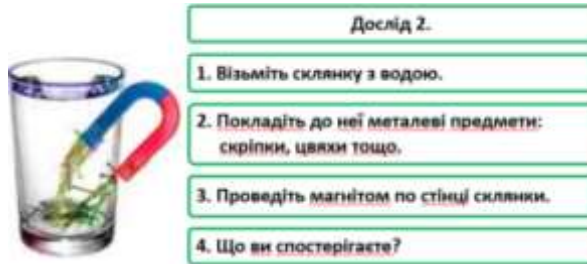 Дослід 2.
1. Візьміть склянку з водою.
2. Покладіть до неї металеві предмети:
скріпки, цвяхи тощо.
3. Проведіть магнітом по стінці склянки.
4. Що ви спостерігаєте?